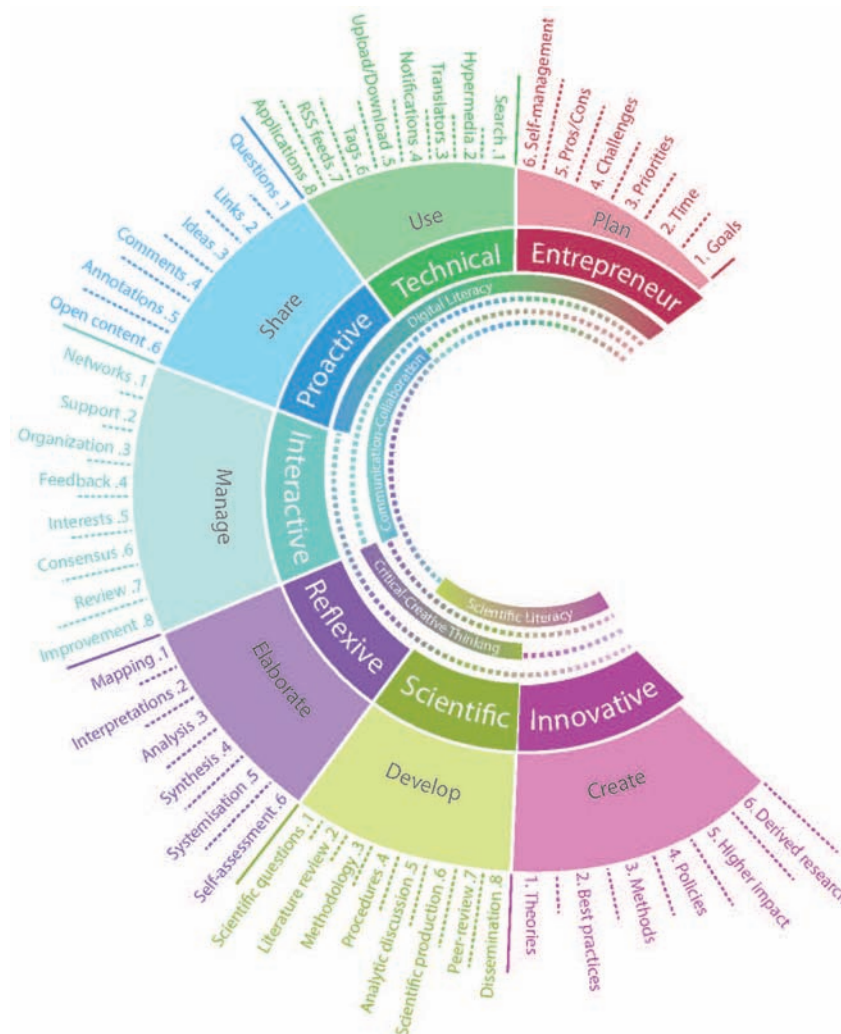 Entrepreneur
Plan
1. Goals
2. Time
3. Priorities
4. Challenges
5. Pros/Cons
6. Self-management
Technical
Use
Search .1
Hypermedia .2
Translators .3
Notifications .4
Upload/Download .5
Tags .6
RSS feeds .7
Applications .8
Proactive
Share
Questions .1
Links .2
Ideas .3
Comments .4
Annotations .5
Open content .6
Interactive
Manage
Networks .1
Support .2
Organization .3
Feedback .4
Interests .5
Consensus .6
Review .7
Improvement .8
Reflexive
Elaborate
Mapping .1
Interpretations .2
Analysis .3
Synthesis .4
Systemisation .5
Self-assessment .6
Scientific
Develop
Scientific questions .1
Literature review .2
Methodology .3
Procedures .4
Analytic discussion .5
Scientific production .6
Peer-review .7
Dissemination .8
Innovative
Create
1. Theories
2. Best practices
3. Methods
4. Policies
5. Higher impact
6. Derived research
Digital Literacy
Communication-Collaboration
Critical-Creative Thinking
Scientific Literacy